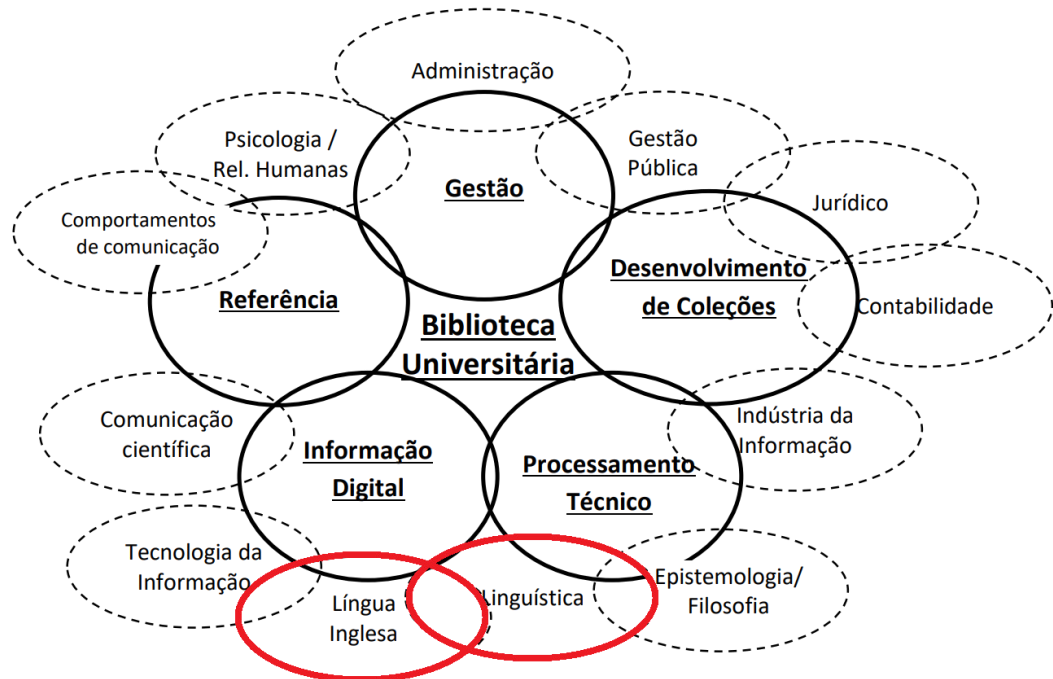 Administração
Psicologia /
Rel. Humanas
Gestão
Pública
Gestão
Comportamentos
de comunicação
Jurídico
Referência
Desenvolvimento
de Coleções
Contabilidade
Biblioteca
Universitária
Comunicação
científica
Indústria da
Informação
Informação
Digital
Processamento
Técnico
Tecnologia da
Informação
Língua
Inglesa
Linguística
Epistemologia/
Filosofia